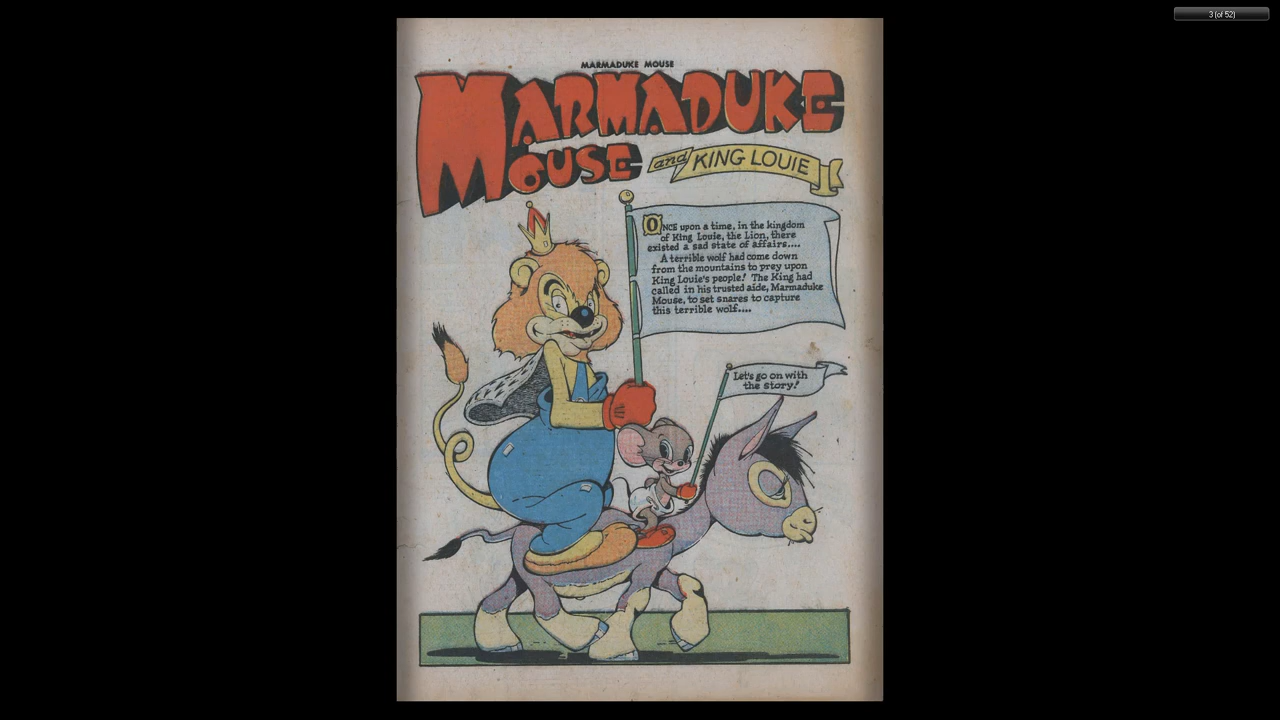 3 (of 52)
MARMADUKE MOUSE
MARMADUKE
MOUSE and KING LOUIE
ONCE upon a time, in the kingdom
of King Louie, the Lion, there
existed a sad state of affairs....
A terrible wolf had come down
from the mountains to prey upon
King Louie's people! The King had
called in his trusted aide, Marmaduke
Mouse, to set snares to capture
this terrible wolf....
Let's go on with
the story!